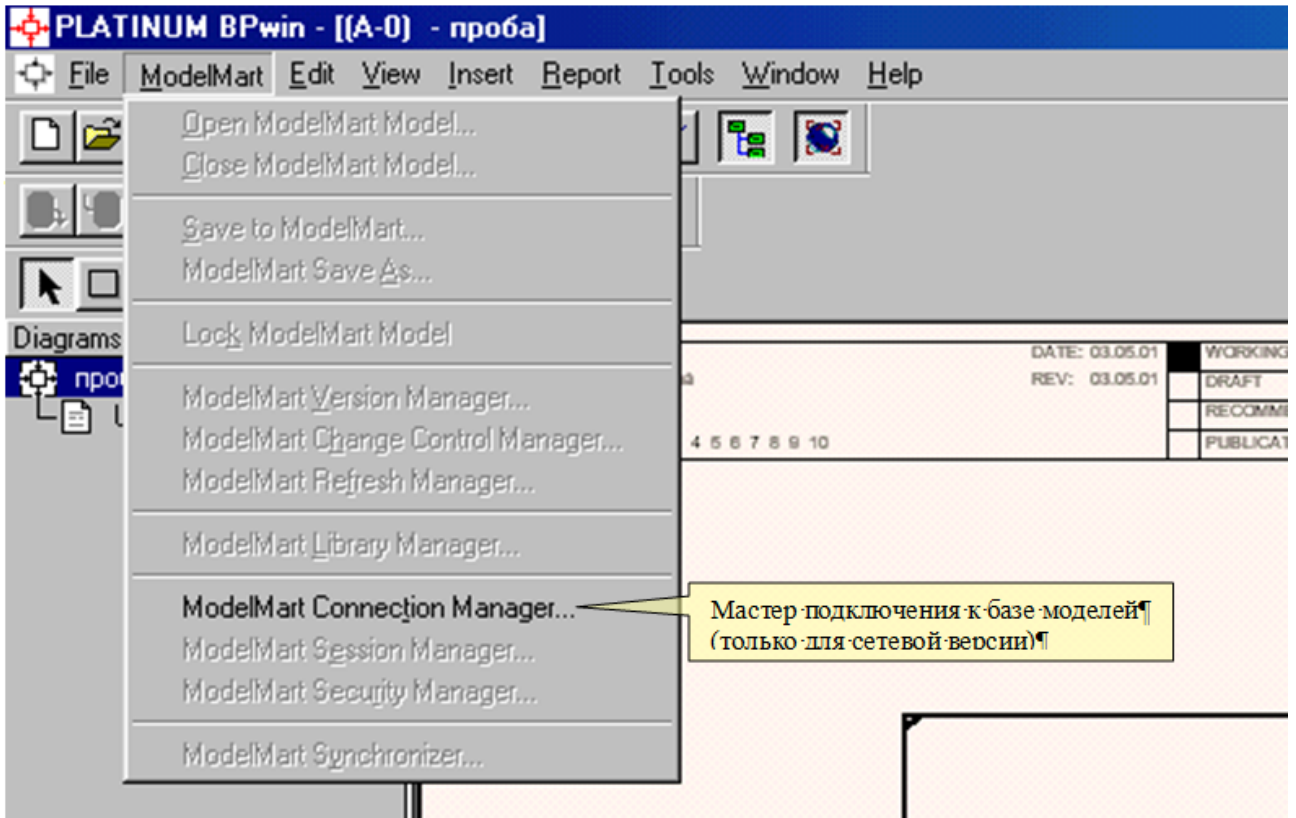 PLATINUM BPwin - [(A-0) - проба]
File ModelMart Edit View Insert Report Tools Window Help
Open ModelMart Model...
Close ModelMart Model...
Save to ModelMart...
ModelMart Save As...
Lock ModelMart Model
ModelMart Version Manager...
ModelMart Change Control Manager...
ModelMart Refresh Manager...
ModelMart Library Manager...
ModelMart Connection Manager...
ModelMart Session Manager...
ModelMart Security Manager...
ModelMart Synchronizer...
Diagrams
DATE: 03.05.01
REV: 03.05.01
4 5 6 7 8 9 10
WORKING
DRAFT
Мастер·подключения·к·базе·моделей¶
(только·для·сетевой·версии)¶